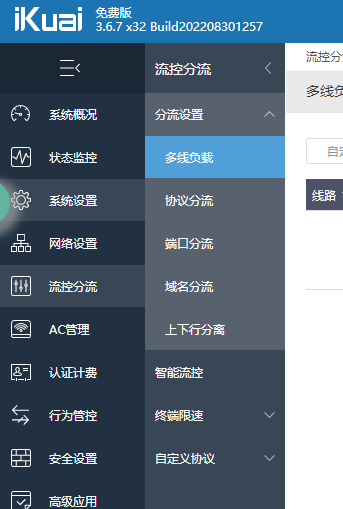 iKuai 免费版
3.6.7 x32 Build202208301257
系统概况
状态监控
系统设置
网络设置
流控分流
AC管理
认证计费
行为管控
安全设置
高级应用
流控分流
分流设置
多线负载
协议分流
端口分流
域名分流
上下行分离
智能流控
终端限速
自定义协议
流控分
多线负
自定
线路